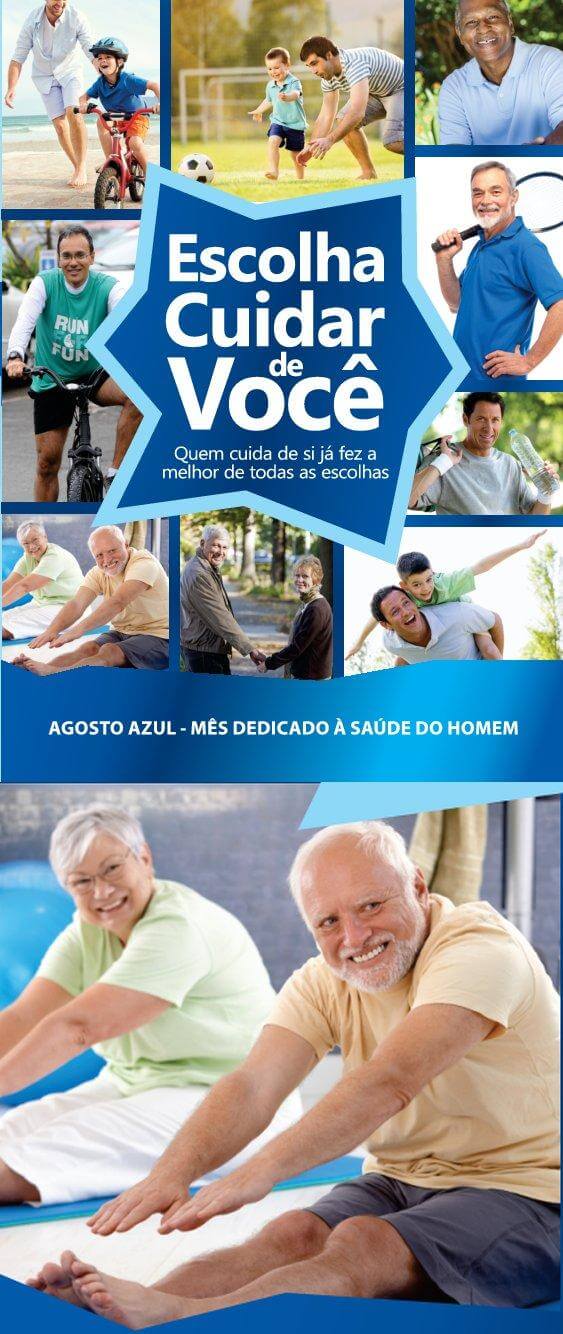 Escolha
Cuidar
de
Você
Quem cuida de si já fez a
melhor de todas as escolhas
RUN
FOR
FUN
AGOSTO AZUL - MÊS DEDICADO À SAÚDE DO HOMEM